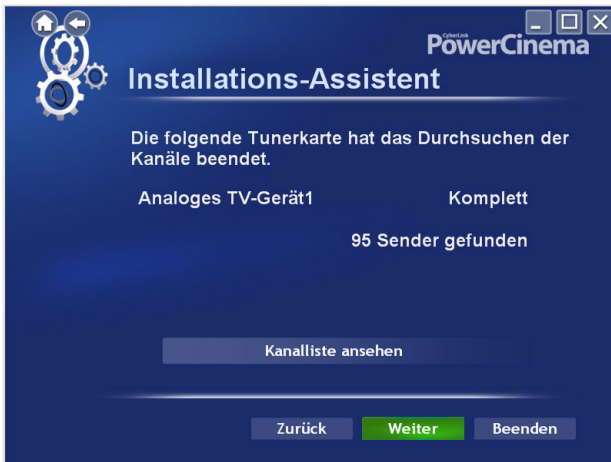 CyberLink
PowerCinema
Installations-Assistent
Die folgende Tunerkarte hat das Durchsuchen der
Kanäle beendet.
Analoges TV-Gerät1 Komplett
95 Sender gefunden
Kanalliste ansehen
Zurück Weiter Beenden